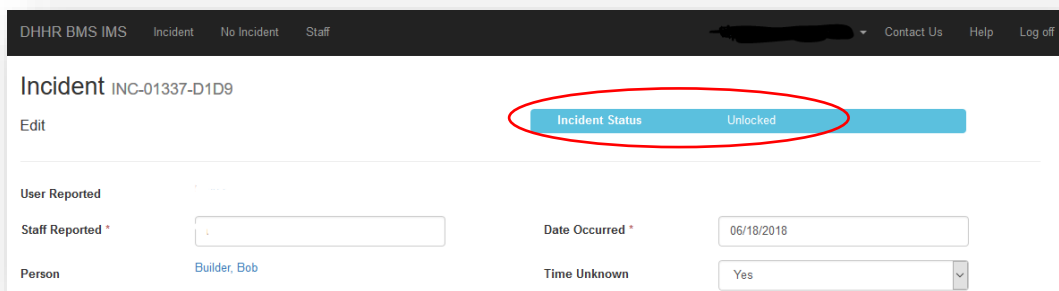 DHHR BMS IMS Incident No Incident Staff Contact Us Help Log off
Incident INC-01337-D1D9
Edit
Incident Status Unlocked
User Reported
Staff Reported *
Date Occurred * 06/18/2018
Person Builder, Bob
Time Unknown Yes